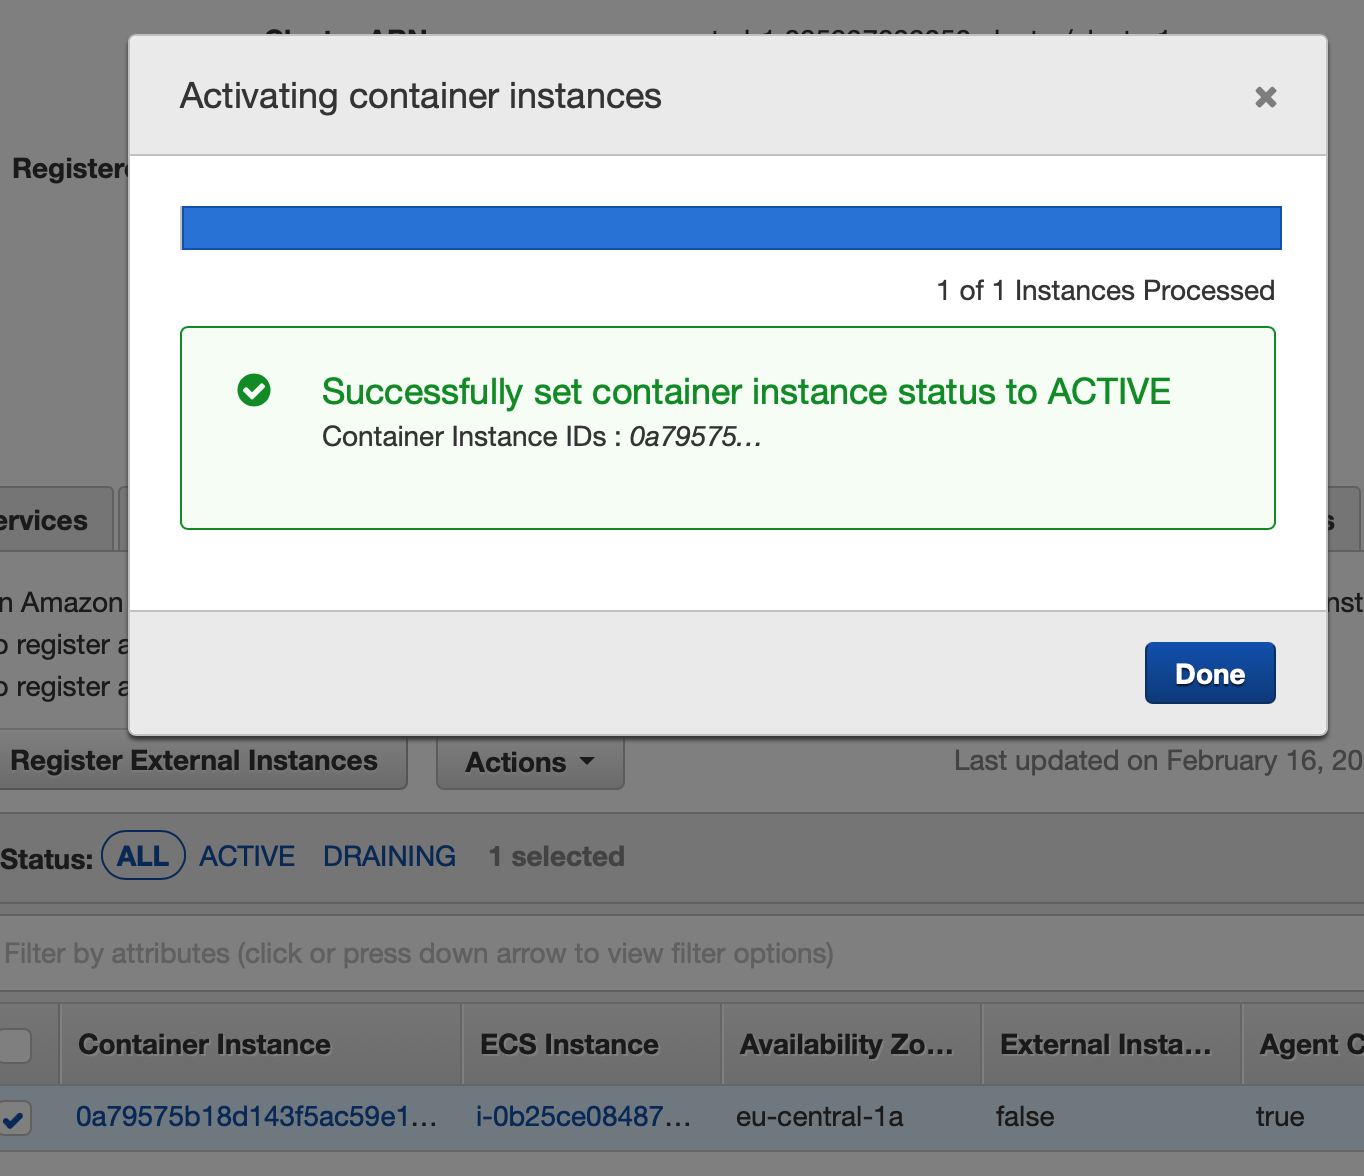 Activating container instances
Register
1 of 1 Instances Processed
Successfully set container instance status to ACTIVE
Container Instance IDs : 0a79575...
ervices
n Amazon
register
register
Register External Instances
Actions
Last updated on February 16, 20
Done
Status: ALL ACTIVE DRAINING 1 selected
Filter by attributes (click or press down arrow to view filter options)
Container Instance ECS Instance Availability Zo... External Insta... Agent C
0a79575b18d143f5ac59e1... i-0b25ce08487... eu-central-1a false true